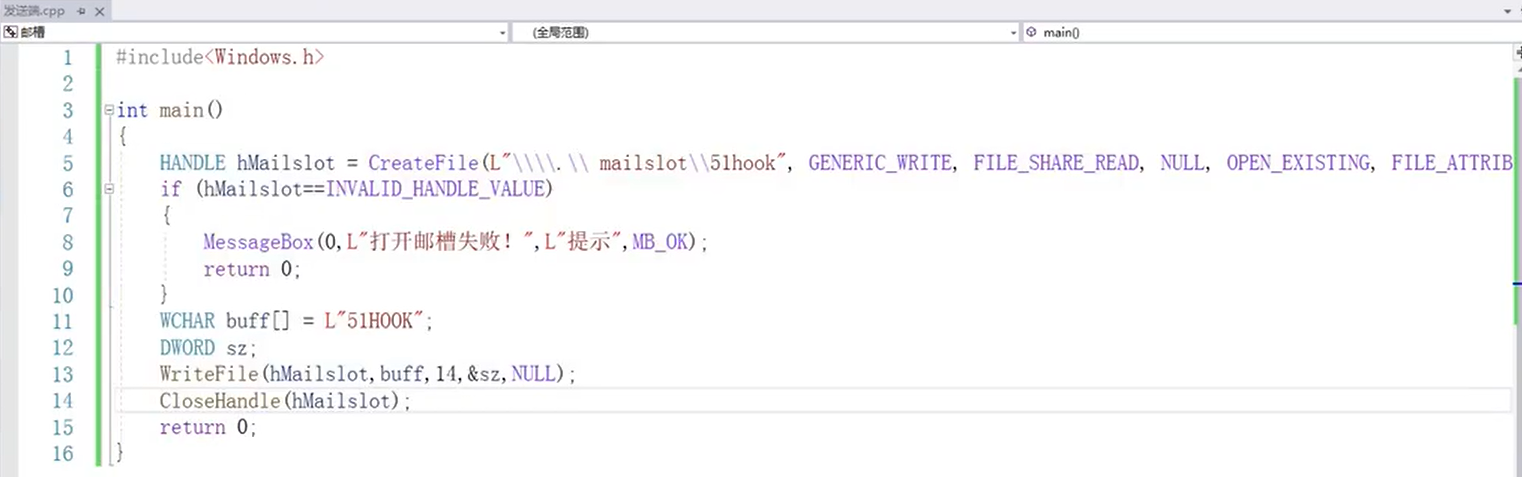 发送端.cpp
邮槽 (全局范围) main()
1 #include<Windows.h>
2
3 int main()
4 {
5 HANDLE hMailslot = CreateFile(L"\\\\.\\ mailslot\\51hook", GENERIC_WRITE, FILE_SHARE_READ, NULL, OPEN_EXISTING, FILE_ATTRIB
6 if (hMailslot==INVALID_HANDLE_VALUE)
7 {
8 MessageBox(0,L"打开邮槽失败！",L"提示",MB_OK);
9 return 0;
10 }
11 WCHAR buff[] = L"51HOOK";
12 DWORD sz;
13 WriteFile(hMailslot,buff,14,&sz,NULL);
14 CloseHandle(hMailslot);
15 return 0;
16 }